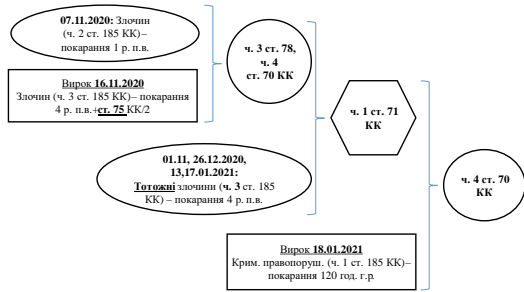 07.11.2020: Злочин
(ч. 2 ст. 185 КК)–
покарання 1 р. п.в.
Вирок 16.11.2020
Злочин (ч. 3 ст. 185 КК)– покарання
4 р. п.в.+ст. 75 КК/2
ч. 3 ст. 78,
ч. 4
ст. 70 КК
01.11, 26.12.2020,
13,17.01.2021:
Тотожні злочини (ч. 3 ст. 185
КК) – покарання 4 р. п.в.
ч. 1 ст. 71
КК
Вирок 18.01.2021
Крим. правопоруш. (ч. 1 ст. 185 КК)–
покарання 120 год. г.р.
ч. 4 ст. 70
КК